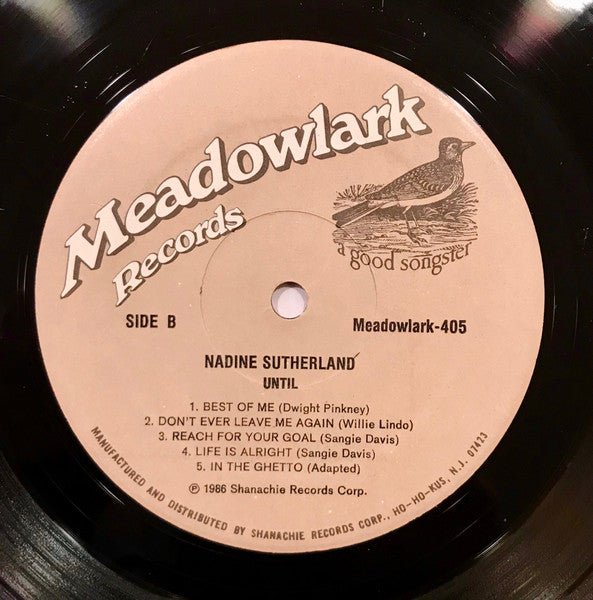 Meadowlark
Records
a good songster
SIDE B
Meadowlark-405
NADINE SUTHERLAND
UNTIL
1. BEST OF ME (Dwight Pinkney)
2. DON'T EVER LEAVE ME AGAIN (Willie Lindo)
3. REACH FOR YOUR GOAL (Sangie Davis)
4. LIFE IS ALRIGHT (Sangie Davis)
5. IN THE GHETTO (Adapted)
℗ 1986 Shanachie Records Corp.
MANUFACTURED AND DISTRIBUTED BY SHANACHIE RECORDS CORP., HO-HO-KUS, N.J. 07423